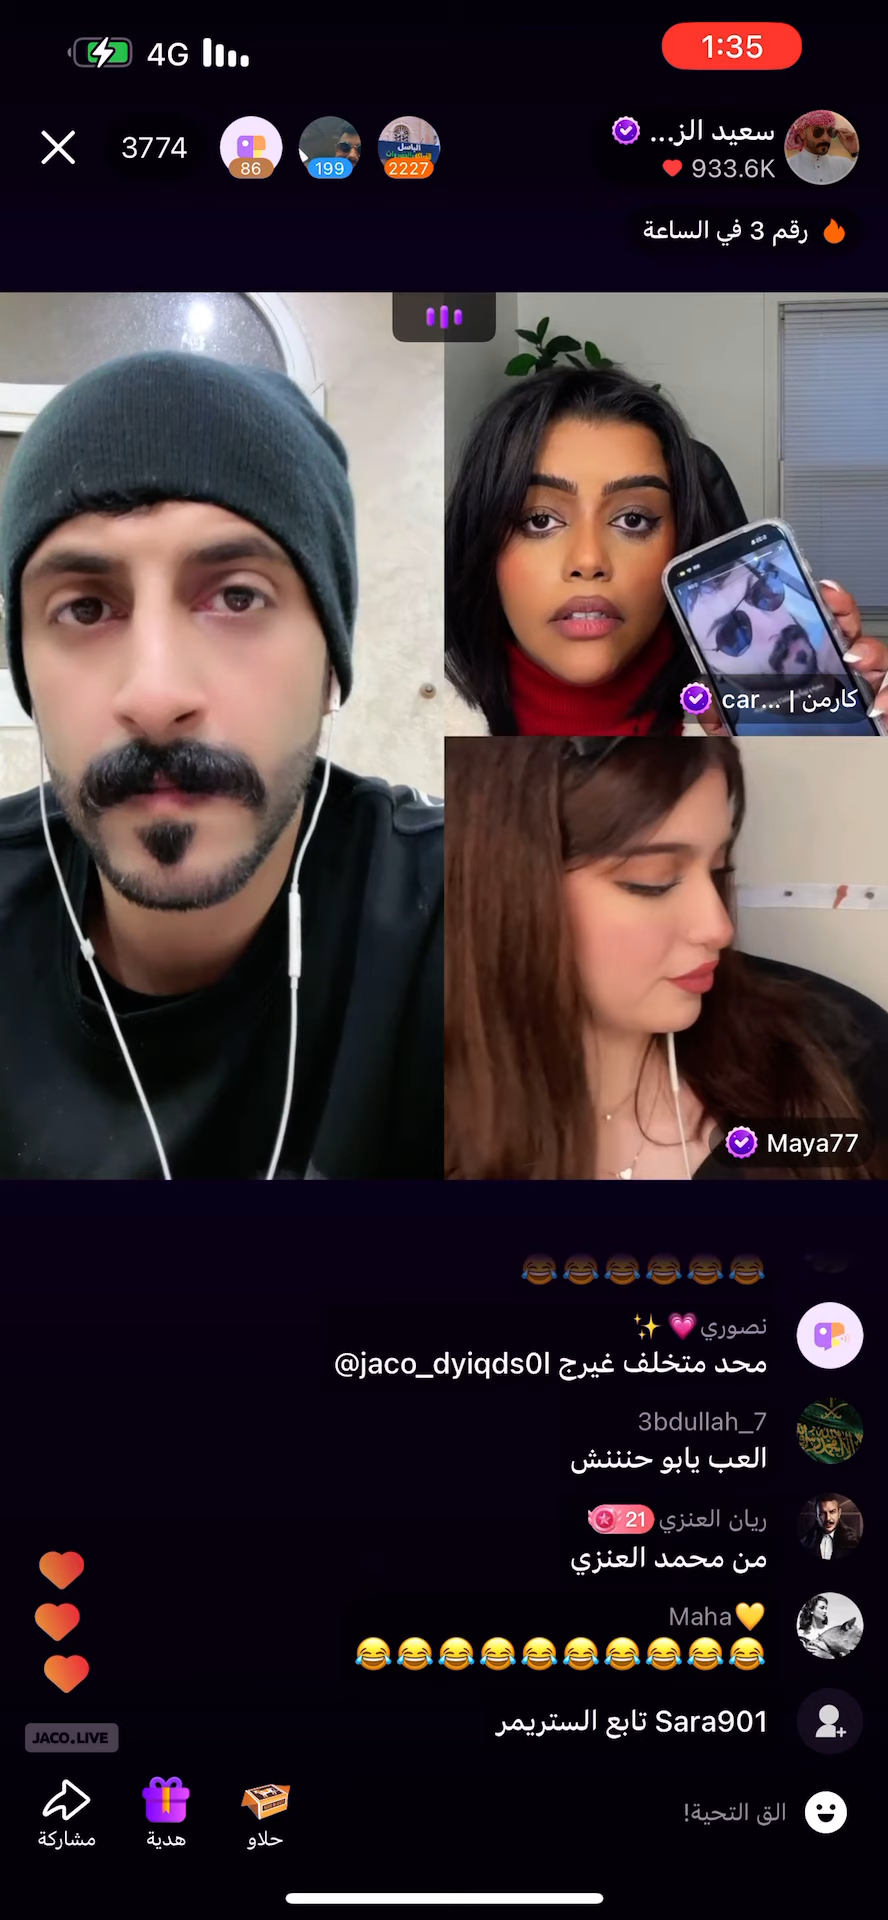 4G
1:35
سعيد الز...
933.6K
3774
86
199
2227
رقم 3 في الساعة
كارمن | car...
Maya77
نصوري
محد متخلف غيرج @jaco_dyiqds0l
3bdullah_7
العب يابو حنننش
ريان العنزي 21
من محمد العنزي
Maha
Sara901 تابع الستريمر
JACO.LIVE
مشاركة
هدية
حلاو
الق التحية!